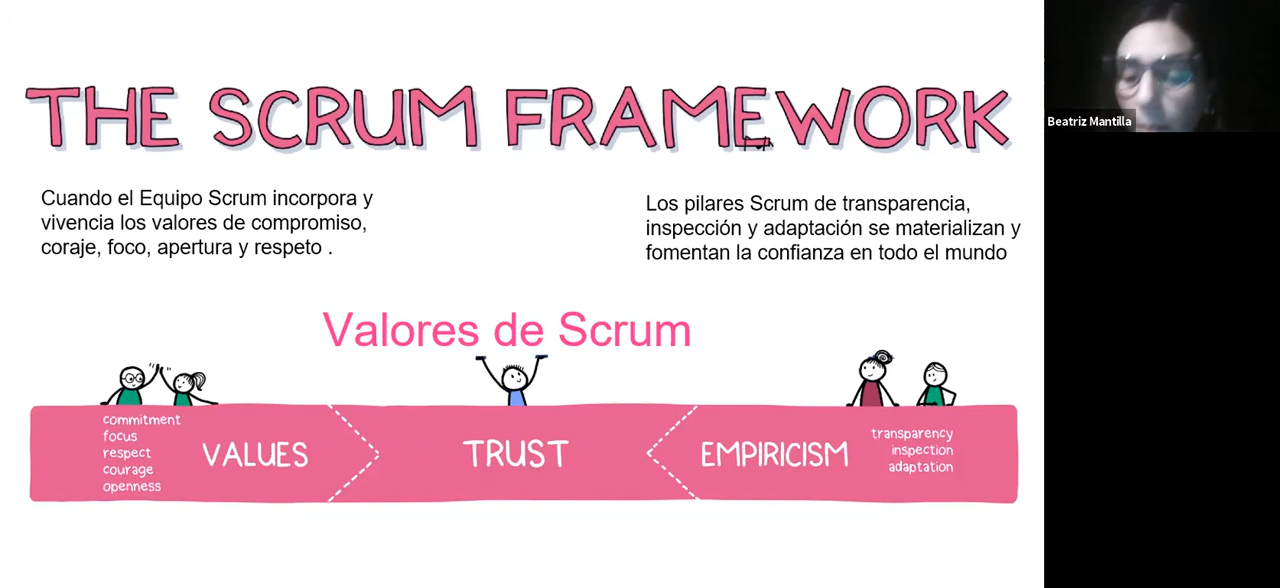 THE SCRUM FRAMEWORK
Beatriz Mantilla
Cuando el Equipo Scrum incorpora y
vivencia los valores de compromiso,
coraje, foco, apertura y respeto .
Los pilares Scrum de transparencia,
inspección y adaptación se materializan y
fomentan la confianza en todo el mundo
Valores de Scrum
commitment
focus
respect
courage
openness
VALUES
TRUST
EMPIRICISM
transparency
inspection
adaptation